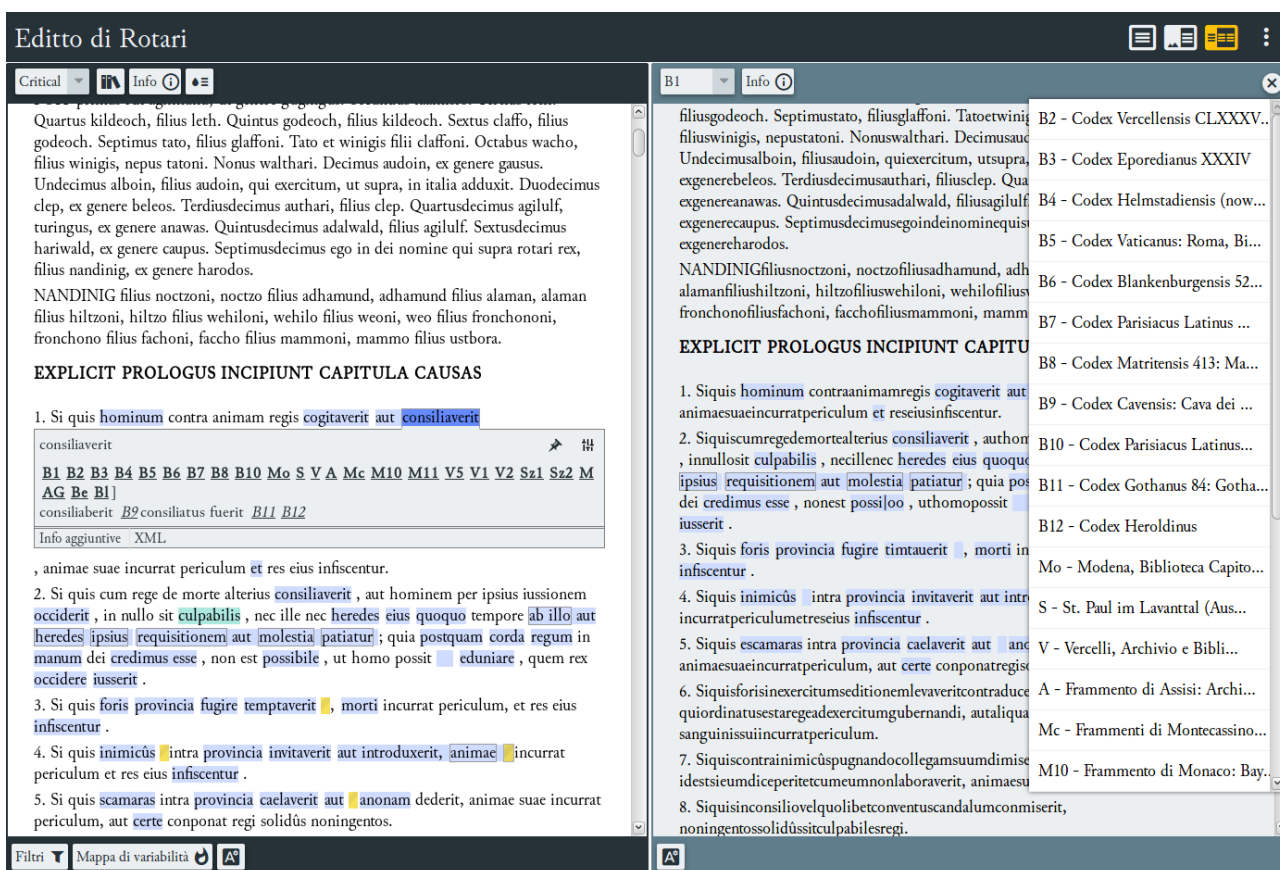 Editto di Rotari
Critical
Info
Quartus kildeoch, filius leth. Quintus godeoch, filius kildeoch. Sextus claffo, filius
godeoch. Septimus tato, filius glaffoni. Tato et winigis filii claffoni. Octabus wacho,
filius winigis, nepus tatoni. Nonus walthari. Decimus audoin, ex genere gausus.
Undecimus alboin, filius audoin, qui exercitum, ut supra, in italia adduxit. Duodecimus
clep, ex genere beleos. Terdiusdecimus authari, filius clep. Quartusdecimus agilulf,
turingus, ex genere anawas. Quintusdecimus adalwald, filius agilulf. Sextusdecimus
hariwald, ex genere caupus. Septimusdecimus ego in dei nomine qui supra rotari rex,
filius nandinig, ex genere harodos.
NANDINIG filius noctzoni, noctzo filius adhamund, adhamund filius alaman, alaman
filius hiltzoni, hiltzo filius wehiloni, wehilo filius weoni, weo filius fronchononi,
fronchono filius fachoni, faccho filius mammoni, mammo filius ustbora.
EXPLICIT PROLOGUS INCIPIUNT CAPITULA CAUSAS
1. Si quis hominum contra animam regis cogitaverit aut consiliaverit
consiliaverit
B1 B2 B3 B4 B5 B6 B7 B8 B10 Mo S V A Mc M10 M11 V5 V1 V2 Sz1 Sz2 M
AG Be Bl ]
consiliaberit B9 consiliatus fuerit B11 B12
Info aggiuntive XML
, animae suae incurrat periculum et res eius infiscentur.
2. Si quis cum rege de morte alterius consiliaverit , aut hominem per ipsius iussionem
occiderit , in nullo sit culpabilis , nec ille nec heredes eius quoquo tempore ab illo aut
heredes ipsius requisitionem aut molestia patiatur ; quia postquam corda regum in
manum dei credimus esse , non est possibile , ut homo possit eduniare , quem rex
occidere iusserit .
3. Si quis foris provincia fugire temptaverit , morti incurrat periculum, et res eius
infiscentur .
4. Si quis inimicûs intra provincia invitaverit aut introduxerit, animae incurrat
periculum et res eius infiscentur .
5. Si quis scamaras intra provincia caelaverit aut anonam dederit, animae suae incurrat
periculum, aut certe conponat regi solidûs noningentos.
Filtri
Mappa di variabilità
B1
Info
filiusgodeoch. Septimustato, filiusglaffoni. Tatoetwinig
filiuswinigis, nepustatoni. Nonuswalthari. Decimusaud
Undecimusalboin, filiusaudoin, quiexercitum, utsupra,
exgenerebeleos. Terdiusdecimusauthari, filiusclep. Qua
exgenereanawas. Quintusdecimusadalwald, filiusagilulf
exgenerecaupus. Septimusdecimusegoindeinominequisu
exgenereharodos.
NANDINIGfiliusnoctzoni, noctzofiliusadhamund, adh
alamanfiliushiltzoni, hiltzofiliuswehiloni, wehilofiliusw
fronchonofiliusfachoni, facchofiliusmammoni, mamm
EXPLICIT PROLOGUS INCIPIUNT CAPITU
1. Siquis hominum contraanimamregis cogitaverit aut
animaesuaeincurratpericulum et reseiusinfiscentur.
2. Siquiscumregedemortealterius consiliaverit , authom
, innullosit culpabilis , necillenec heredes eius quoquo
ipsius requisitionem aut molestia patiatur ; quia pos
dei credimus esse , nonest possi|oo , uthomopossit
iusserit .
3. Siquis foris provincia fugire timtauerit , morti in
infiscentur .
4. Siquis inimicûs intra provincia invitaverit aut intro
incurratpericulumetreseius infiscentur .
5. Siquis escamaras intra provincia caelaverit aut ano
animaesuaeincurratpericulum, aut certe conponatregiso
6. Siquisforisinexercitumseditionemlevaveritcontraduce
quiordinatusestaregeadexercitumgubernandi, autaliqua
sanguinissuiincurratpericulum.
7. Siquiscontrainimicûspugnandocollegamsuumdimise
idestsieumdiceperitetcumeumnonlaboraverit, animaesu
8. Siquisinconsiliovelquolibetconventuscandalumconmiserit,
noningentossolidûssitculpabilesregi.
B2 - Codex Vercellensis CLXXXV...
B3 - Codex Eporedianus XXXIV
B4 - Codex Helmstadiensis (now...
B5 - Codex Vaticanus: Roma, Bi...
B6 - Codex Blankenburgensis 52...
B7 - Codex Parisiacus Latinus ...
B8 - Codex Matritensis 413: Ma...
B9 - Codex Cavensis: Cava dei ...
B10 - Codex Parisiacus Latinus...
B11 - Codex Gothanus 84: Gotha...
B12 - Codex Heroldinus
Mo - Modena, Biblioteca Capito...
S - St. Paul im Lavanttal (Aus...
V - Vercelli, Archivio e Bibli...
A - Frammento di Assisi: Archi...
Mc - Frammenti di Montecassino...
M10 - Frammento di Monaco: Bay...